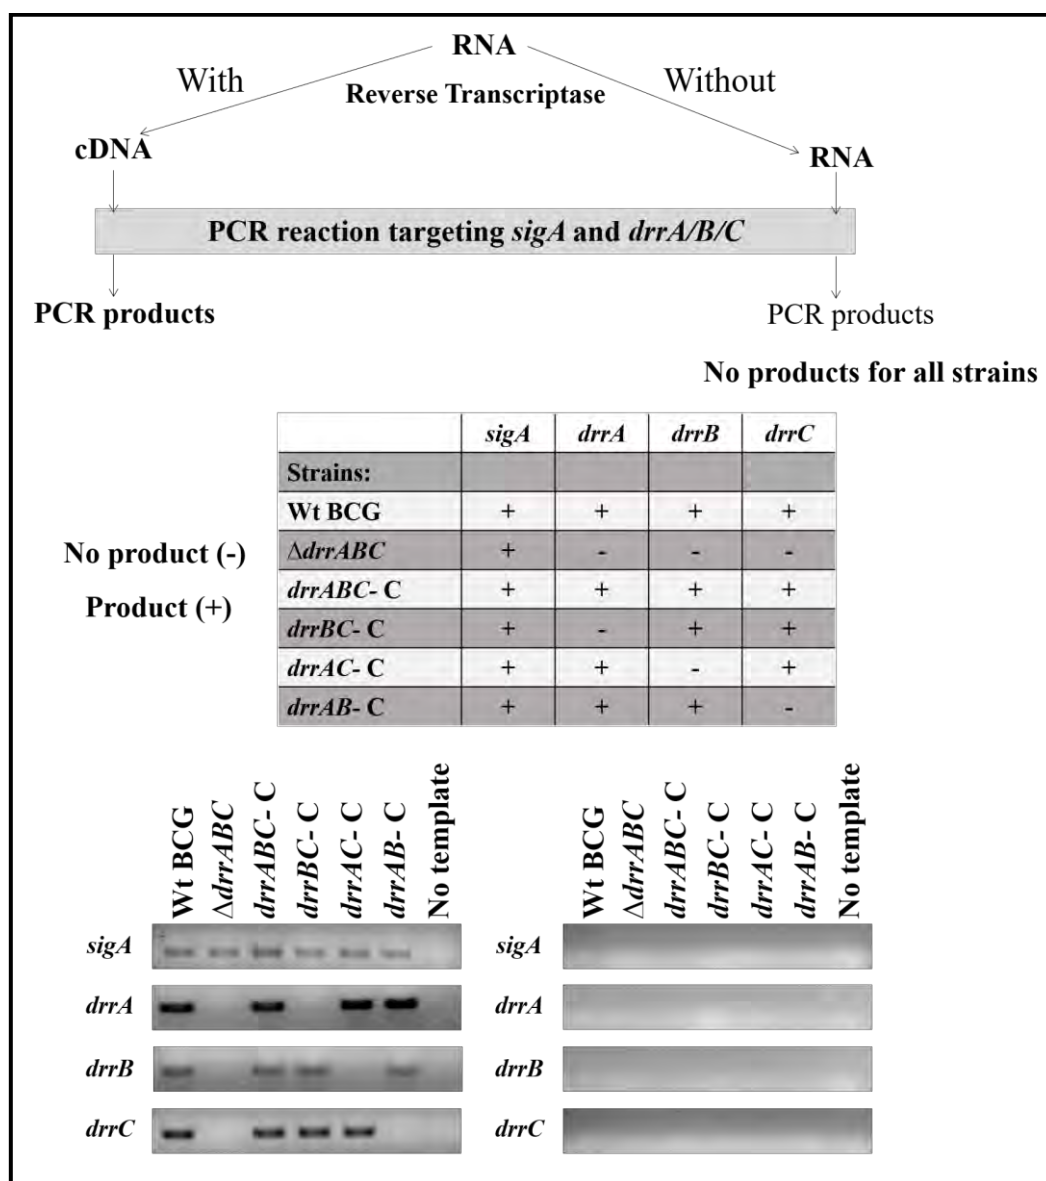 RNA
With Without
Reverse Transcriptase
cDNA RNA
PCR reaction targeting sigA and drrA/B/C
PCR products PCR products
No products for all strains
sigA drrA drrB drrC
Strains:
Wt BCG + + + +
ΔdrrABC + - - -
drrABC- C + + + +
drrBC- C + - + +
drrAC- C + + - +
drrAB- C + + + -
No product (-)
Product (+)
Wt BCG ΔdrrABC drrABC- C drrBC- C drrAC- C drrAB- C No template
Wt BCG ΔdrrABC drrABC- C drrBC- C drrAC- C drrAB- C No template
sigA sigA
drrA drrA
drrB drrB
drrC drrC